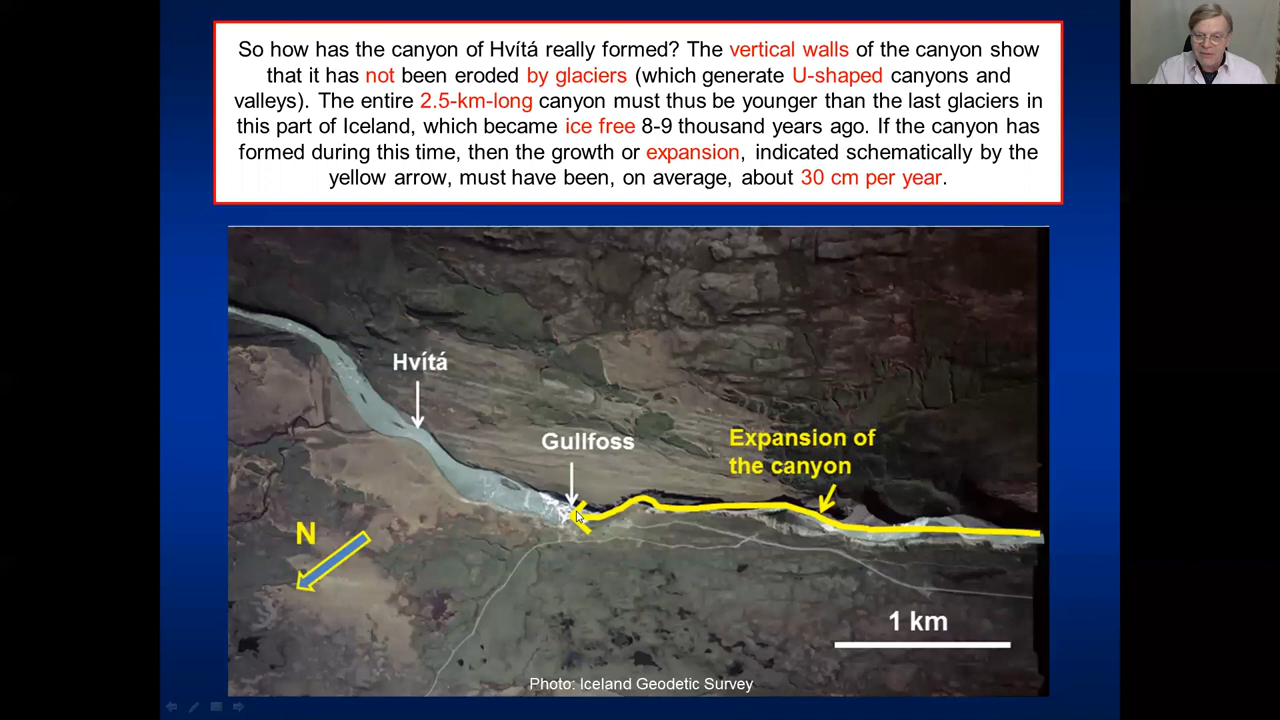 So how has the canyon of Hvítá really formed? The vertical walls of the canyon show
that it has not been eroded by glaciers (which generate U-shaped canyons and
valleys). The entire 2.5-km-long canyon must thus be younger than the last glaciers in
this part of Iceland, which became ice free 8-9 thousand years ago. If the canyon has
formed during this time, then the growth or expansion, indicated schematically by the
yellow arrow, must have been, on average, about 30 cm per year.
Hvítá
Gullfoss
Expansion of
the canyon
N
1 km
Photo: Iceland Geodetic Survey